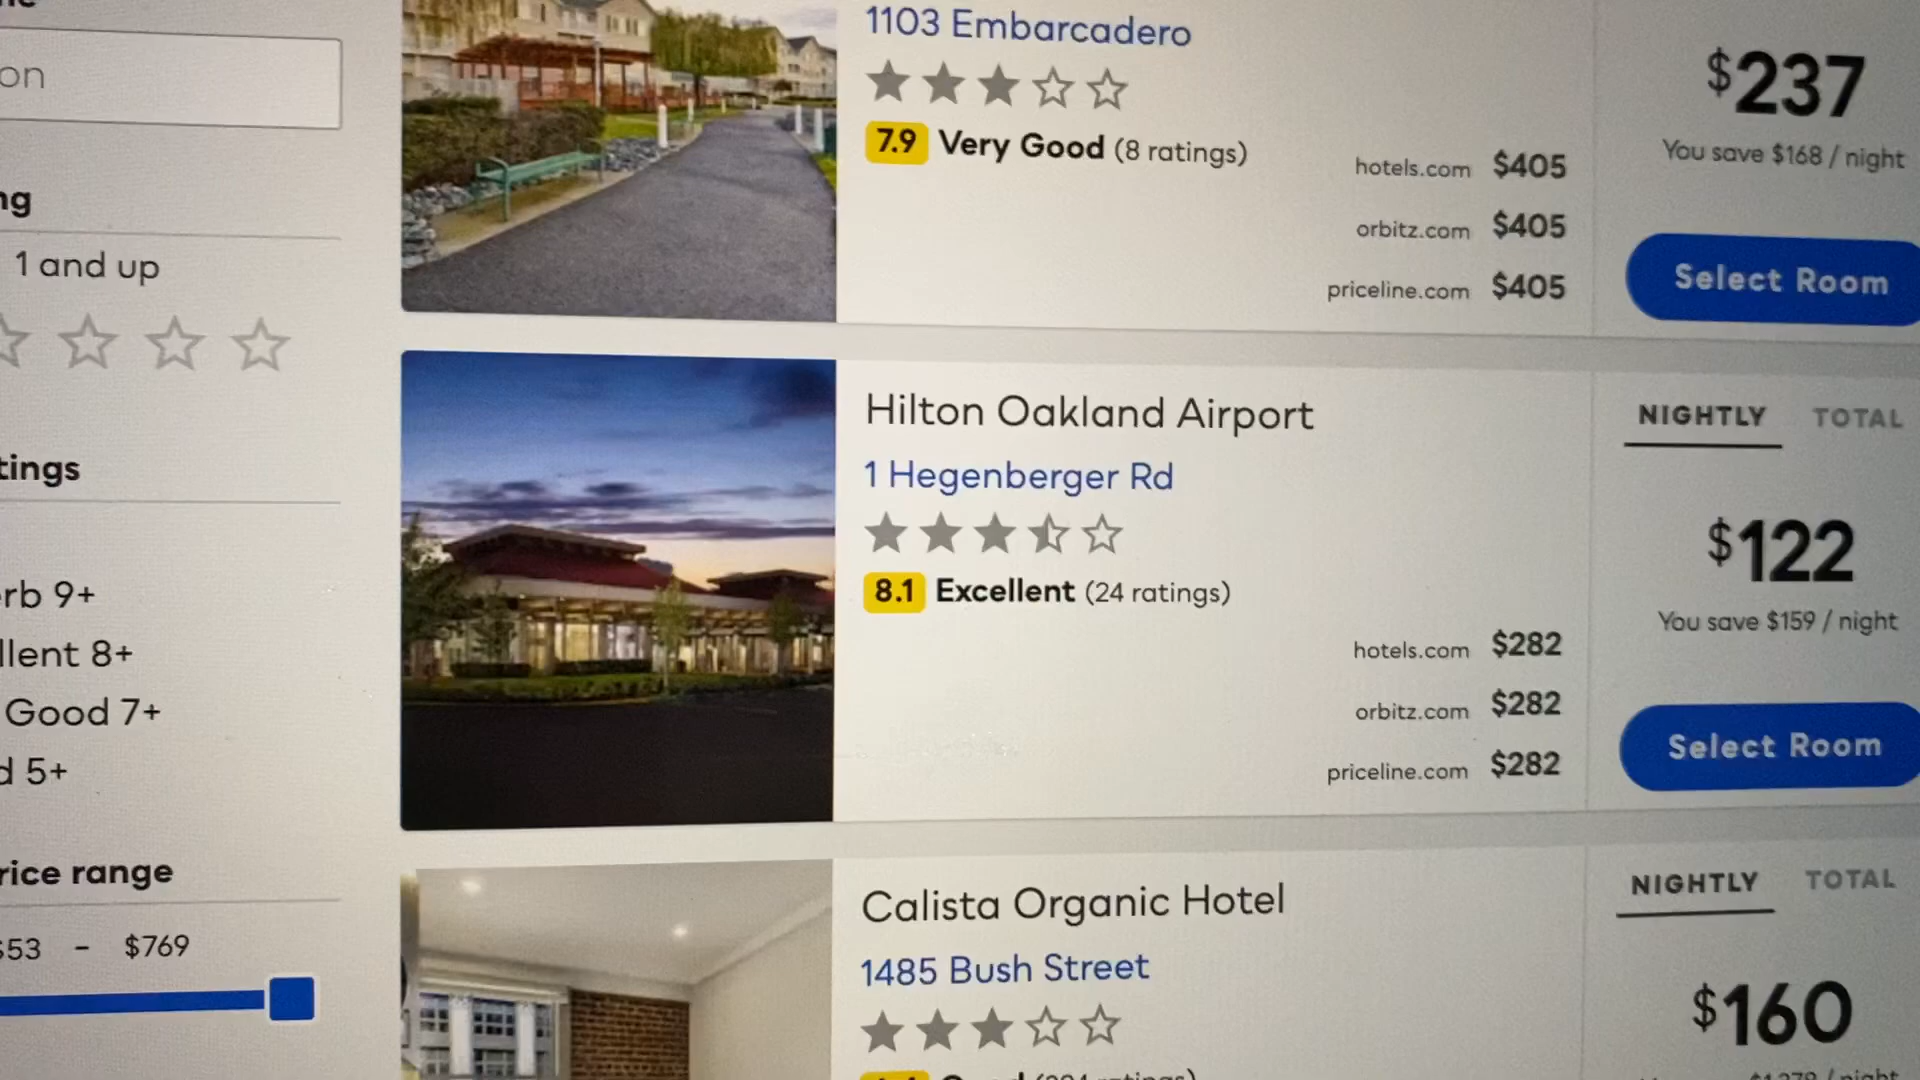 on
1103 Embarcadero
7.9 Very Good (8 ratings)
hotels.com $405
orbitz.com $405
priceline.com $405
$237
You save $168 / night
Select Room
ng
1 and up
tings
rb 9+
llent 8+
Good 7+
d 5+
rice range
$53 - $769
Hilton Oakland Airport
1 Hegenberger Rd
8.1 Excellent (24 ratings)
hotels.com $282
orbitz.com $282
priceline.com $282
NIGHTLY TOTAL
$122
You save $159 / night
Select Room
Calista Organic Hotel
1485 Bush Street
NIGHTLY TOTAL
$160